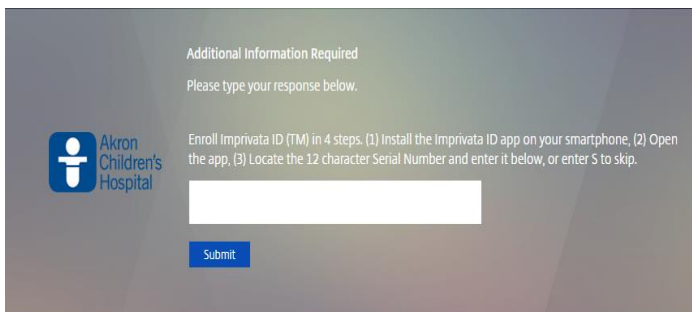 Additional Information Required
Please type your response below.
Akron
Children's
Hospital
Enroll Imprivata ID (TM) in 4 steps. (1) Install the Imprivata ID app on your smartphone, (2) Open
the app, (3) Locate the 12 character Serial Number and enter it below, or enter S to skip.
Submit